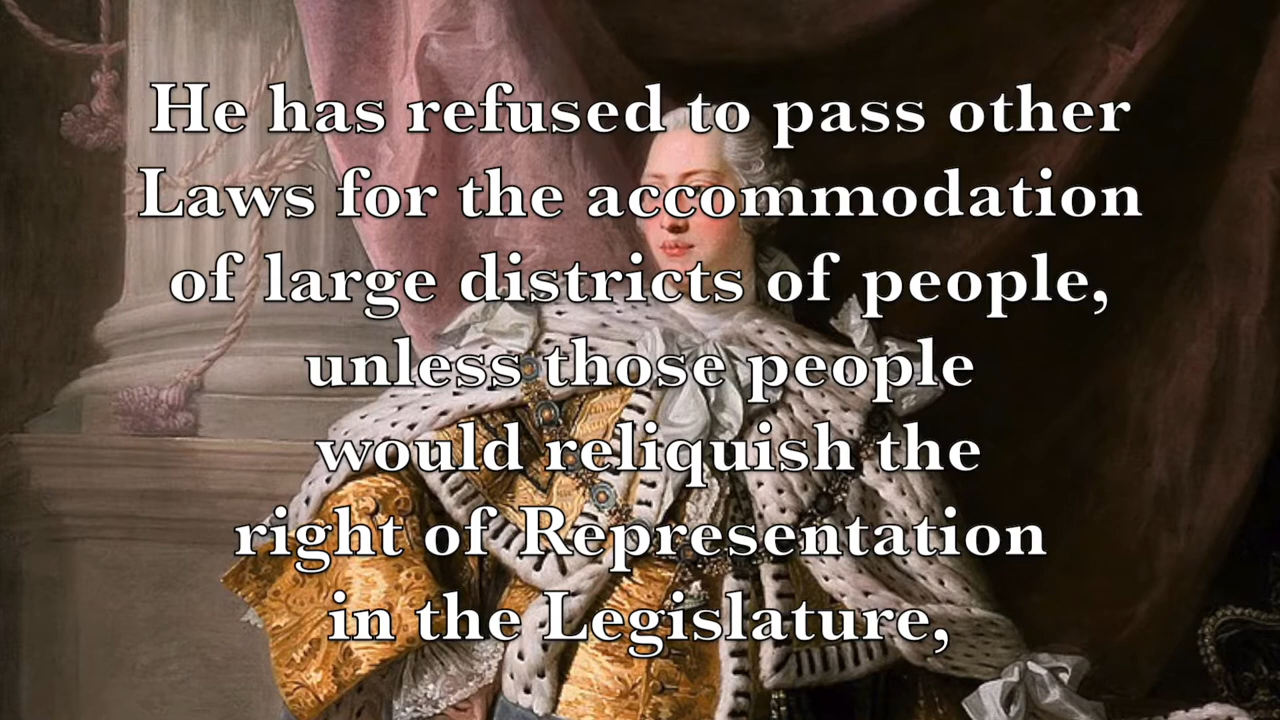 He has refused to pass other
Laws for the accommodation
of large districts of people,
unless those people
would reliquish the
right of Representation
in the Legislature,